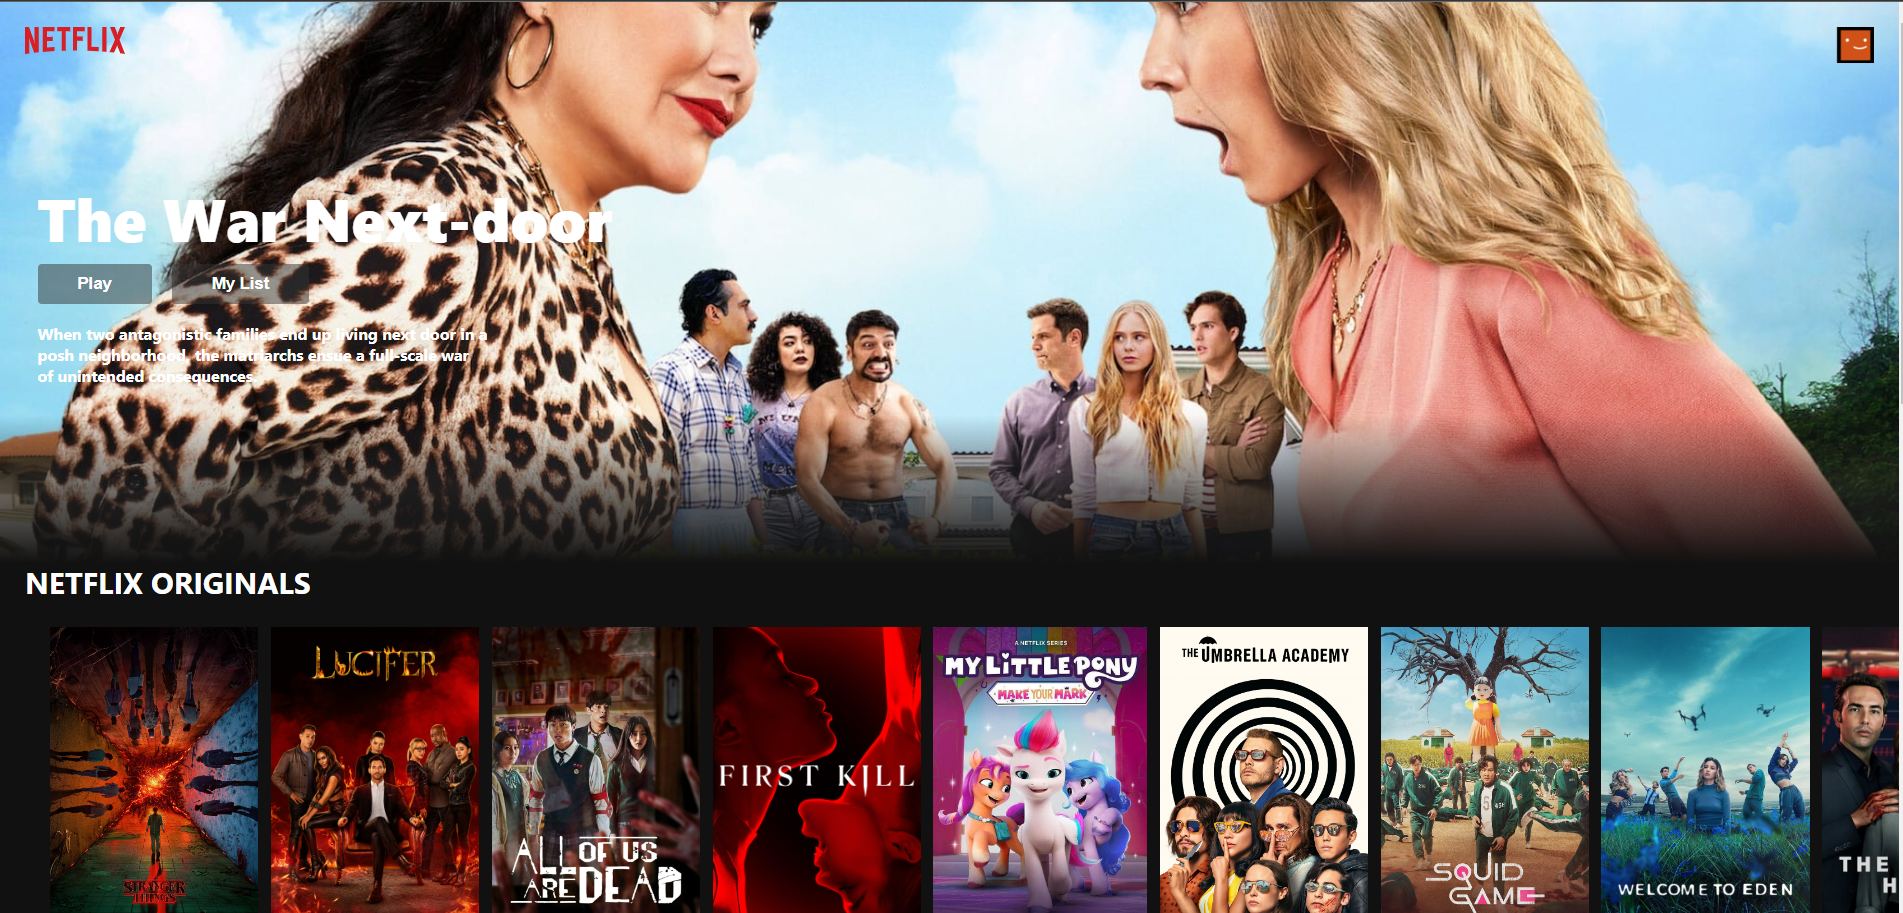 NETFLIX
The War Next-door
Play
My List
When two antagonistic families end up living next door in a
posh neighborhood, the matriarchs ensue a full-scale war
of unintended consequences.
NETFLIX ORIGINALS
STRANGER
THINGS
LUCIFER
ALL OF US
ARE DEAD
FIRST KILL
A NETFLIX SERIES
MY LITTLE PONY
MAKE YOUR MARK
THE UMBRELLA ACADEMY
SQUID
GAME
WELCOME TO EDEN
THE
H